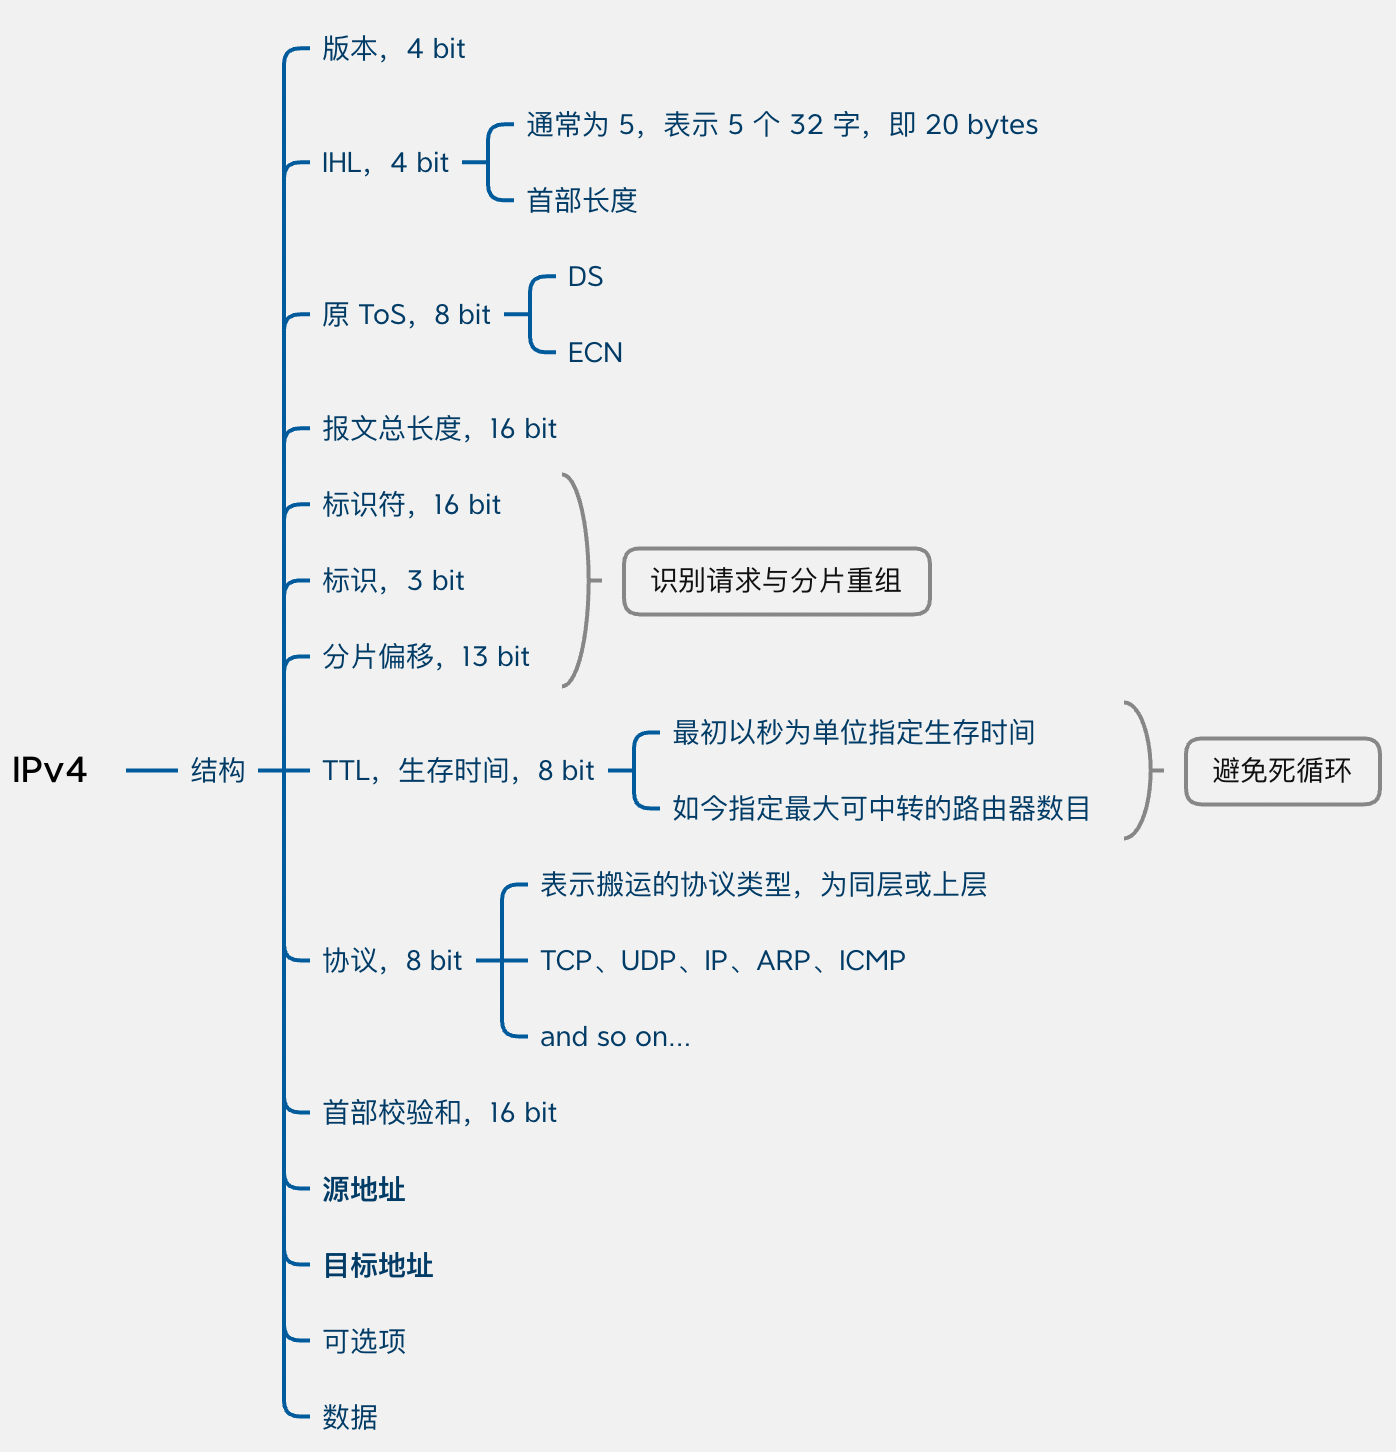 版本，4 bit
IHL，4 bit
通常为 5，表示 5 个 32 字，即 20 bytes
首部长度
原 ToS，8 bit
DS
ECN
报文总长度，16 bit
标识符，16 bit
标识，3 bit
分片偏移，13 bit
识别请求与分片重组
IPv4
结构
TTL，生存时间，8 bit
最初以秒为单位指定生存时间
如今指定最大可中转的路由器数目
避免死循环
协议，8 bit
表示搬运的协议类型，为同层或上层
TCP、UDP、IP、ARP、ICMP
and so on...
首部校验和，16 bit
源地址
目标地址
可选项
数据